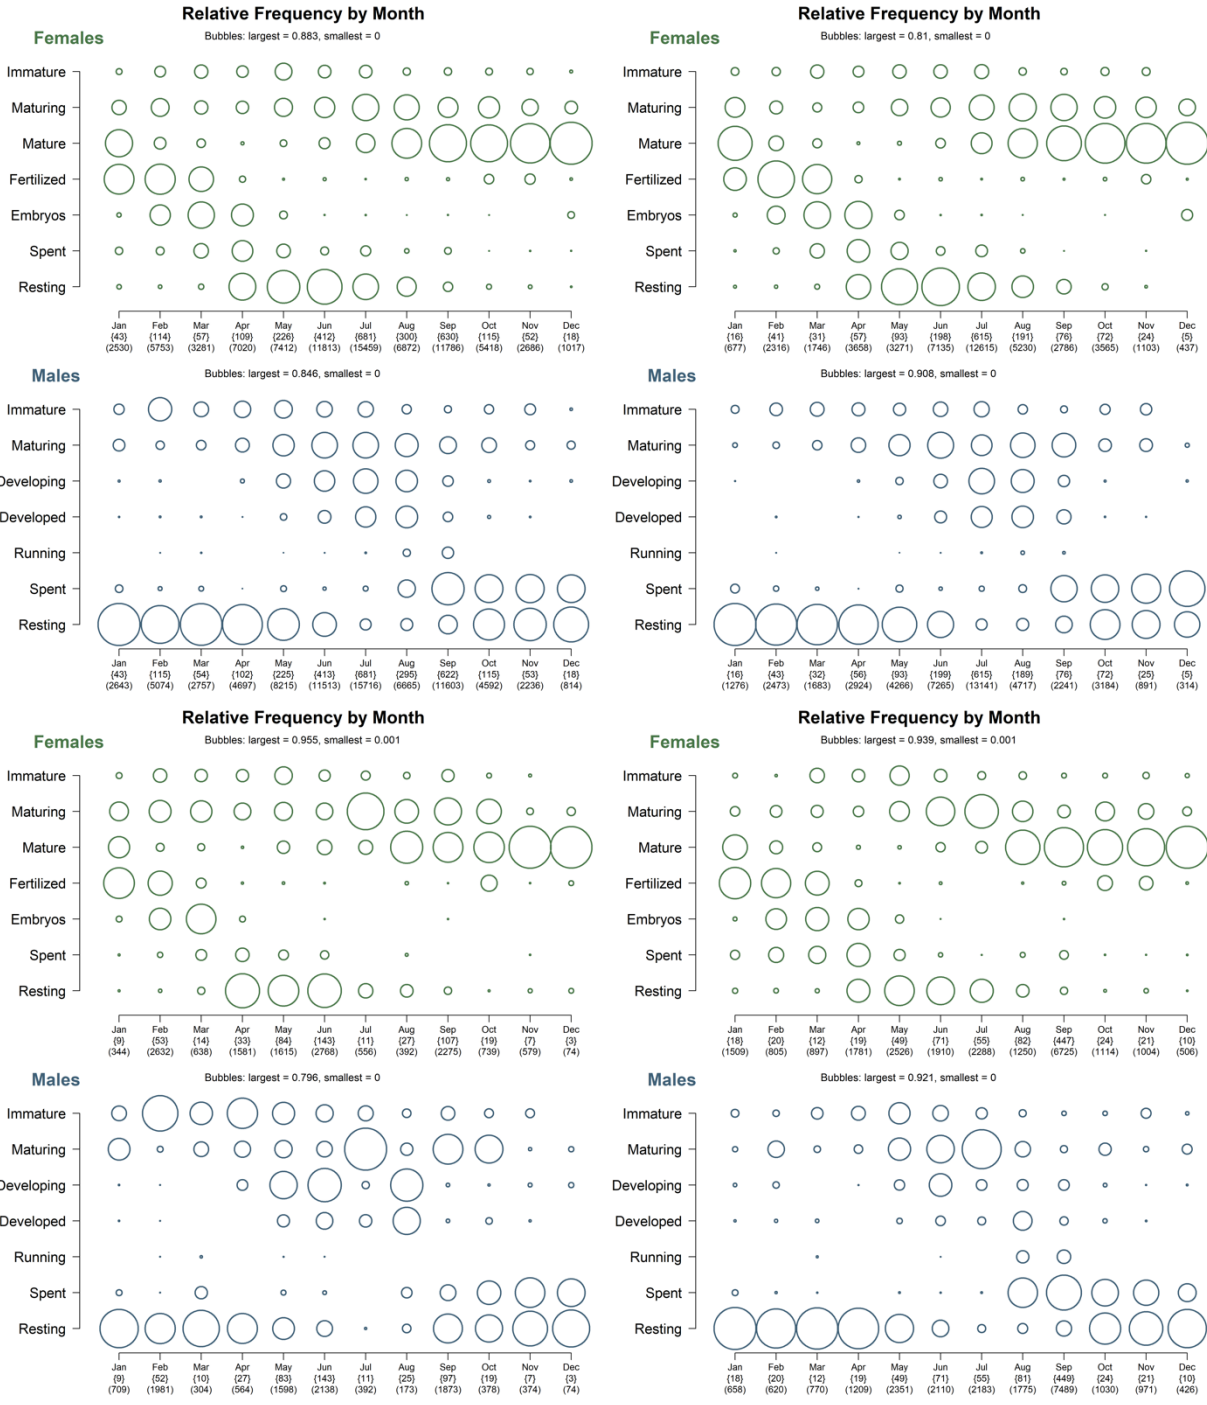 Relative Frequency by Month
Females
Bubbles: largest = 0.883, smallest = 0
Immature
Maturing
Mature
Fertilized
Embryos
Spent
Resting
Jan Feb Mar Apr May Jun Jul Aug Sep Oct Nov Dec
{43} {114} {57} {109} {226} {412} {681} {300} {630} {115} {52} {18}
(2530) (5753) (3281) (7020) (7412) (11813) (15459) (6872) (11786) (5418) (2686) (1017)
Males
Bubbles: largest = 0.846, smallest = 0
Immature
Maturing
Developing
Developed
Running
Spent
Resting
Jan Feb Mar Apr May Jun Jul Aug Sep Oct Nov Dec
{43} {115} {54} {102} {225} {413} {681} {295} {622} {115} {53} {18}
(2643) (5074) (2757) (4697) (8215) (11513) (15716) (6665) (11603) (4592) (2236) (814)
Relative Frequency by Month
Females
Bubbles: largest = 0.81, smallest = 0
Immature
Maturing
Mature
Fertilized
Embryos
Spent
Resting
Jan Feb Mar Apr May Jun Jul Aug Sep Oct Nov Dec
{16} {41} {31} {57} {93} {198} {615} {191} {76} {72} {24} {5}
(677) (2316) (1746) (3658) (3271) (7135) (12615) (5230) (2786) (3565) (1103) (437)
Males
Bubbles: largest = 0.908, smallest = 0
Immature
Maturing
Developing
Developed
Running
Spent
Resting
Jan Feb Mar Apr May Jun Jul Aug Sep Oct Nov Dec
{16} {43} {32} {56} {93} {199} {615} {189} {76} {72} {25} {5}
(1276) (2473) (1683) (2924) (4266) (7265) (13141) (4717) (2241) (3184) (891) (314)
Relative Frequency by Month
Females
Bubbles: largest = 0.955, smallest = 0.001
Immature
Maturing
Mature
Fertilized
Embryos
Spent
Resting
Jan Feb Mar Apr May Jun Jul Aug Sep Oct Nov Dec
{9} {53} {14} {33} {84} {143} {11} {27} {107} {19} {7} {3}
(344) (2632) (638) (1581) (1615) (2768) (556) (392) (2275) (739) (579) (74)
Males
Bubbles: largest = 0.796, smallest = 0
Immature
Maturing
Developing
Developed
Running
Spent
Resting
Jan Feb Mar Apr May Jun Jul Aug Sep Oct Nov Dec
{9} {52} {10} {27} {83} {143} {11} {25} {97} {19} {7} {3}
(709) (1981) (304) (564) (1598) (2138) (392) (173) (1873) (378) (374) (74)
Relative Frequency by Month
Females
Bubbles: largest = 0.939, smallest = 0.001
Immature
Maturing
Mature
Fertilized
Embryos
Spent
Resting
Jan Feb Mar Apr May Jun Jul Aug Sep Oct Nov Dec
{18} {20} {12} {19} {49} {71} {55} {82} {447} {24} {21} {10}
(1509) (805) (897) (1781) (2526) (1910) (2288) (1250) (6725) (1114) (1004) (506)
Males
Bubbles: largest = 0.921, smallest = 0
Immature
Maturing
Developing
Developed
Running
Spent
Resting
Jan Feb Mar Apr May Jun Jul Aug Sep Oct Nov Dec
{18} {20} {12} {19} {49} {71} {55} {81} {449} {24} {21} {10}
(658) (620) (770) (1209) (2351) (2110) (2183) (1775) (7489) (1030) (971) (426)